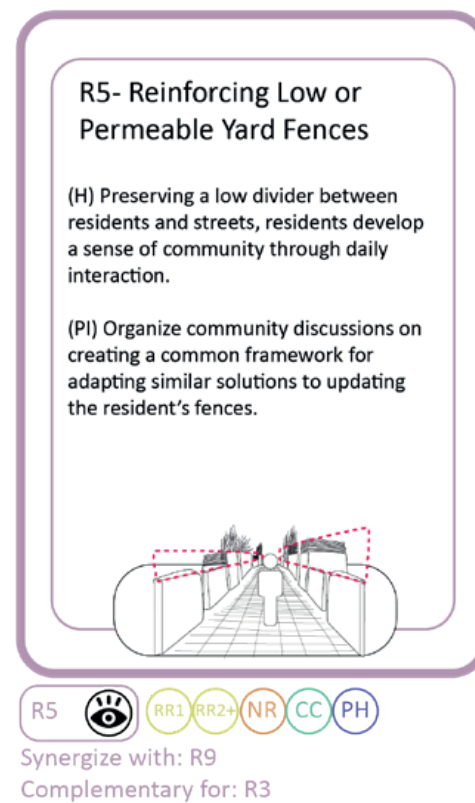 R5- Reinforcing Low or
Permeable Yard Fences
(H) Preserving a low divider between
residents and streets, residents develop
a sense of community through daily
interaction.
(PI) Organize community discussions on
creating a common framework for
adapting similar solutions to updating
the resident's fences.
R5 RR1 RR2+ NR CC PH
Synergize with: R9
Complementary for: R3